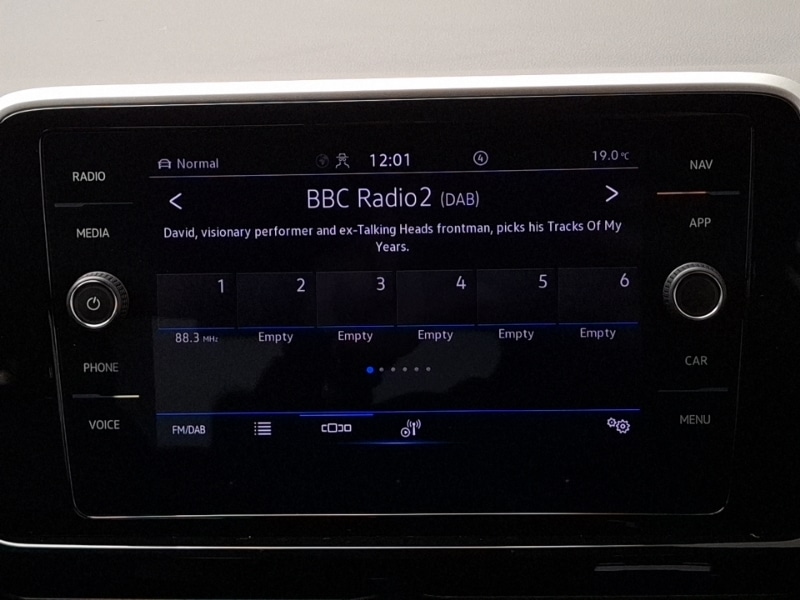 Normal 12:01 4 19.0°C
RADIO NAV
< BBC Radio2 (DAB) >
MEDIA APP
David, visionary performer and ex-Talking Heads frontman, picks his Tracks Of My
Years.
1 2 3 4 5 6
88.3 MHz Empty Empty Empty Empty Empty
PHONE CAR
VOICE MENU
FM/DAB